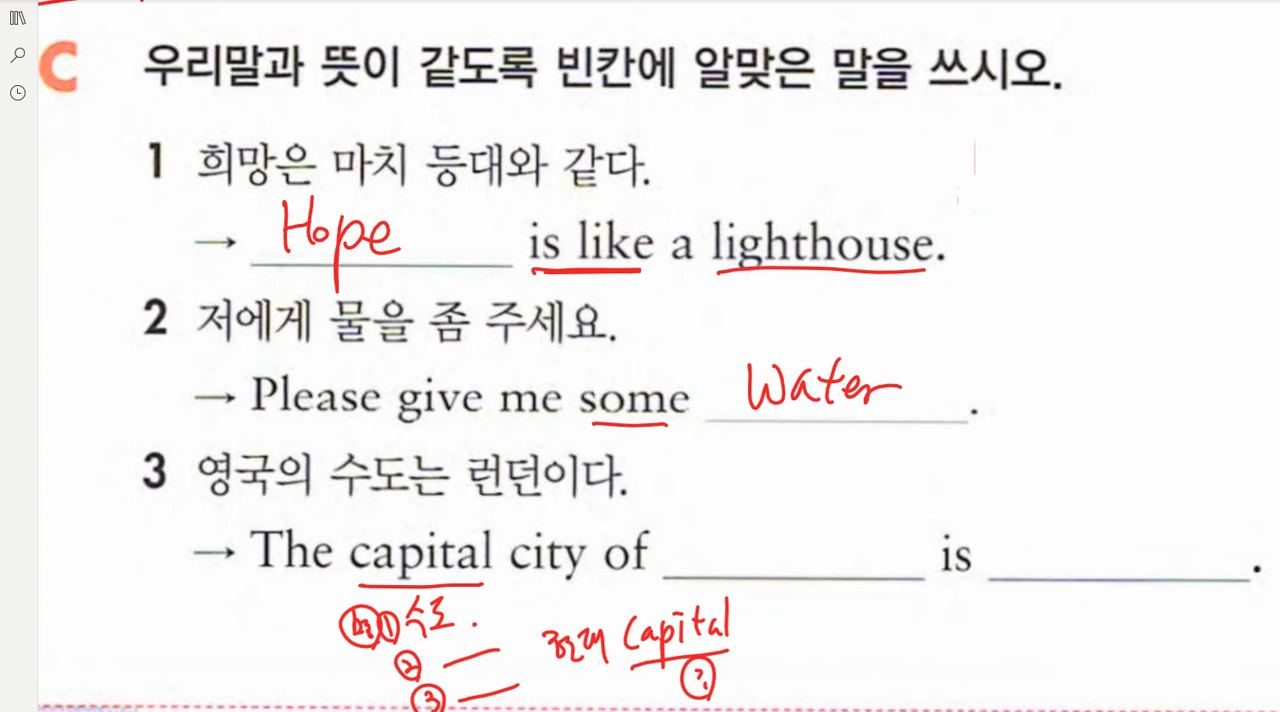 C 우리말과 뜻이 같도록 빈칸에 알맞은 말을 쓰시오.
1 희망은 마치 등대와 같다.
→ Hope is like a lighthouse.
2 저에게 물을 좀 주세요.
→ Please give me some Water.
3 영국의 수도는 런던이다.
→ The capital city of is .
① 수도.
② Capital
③ ?